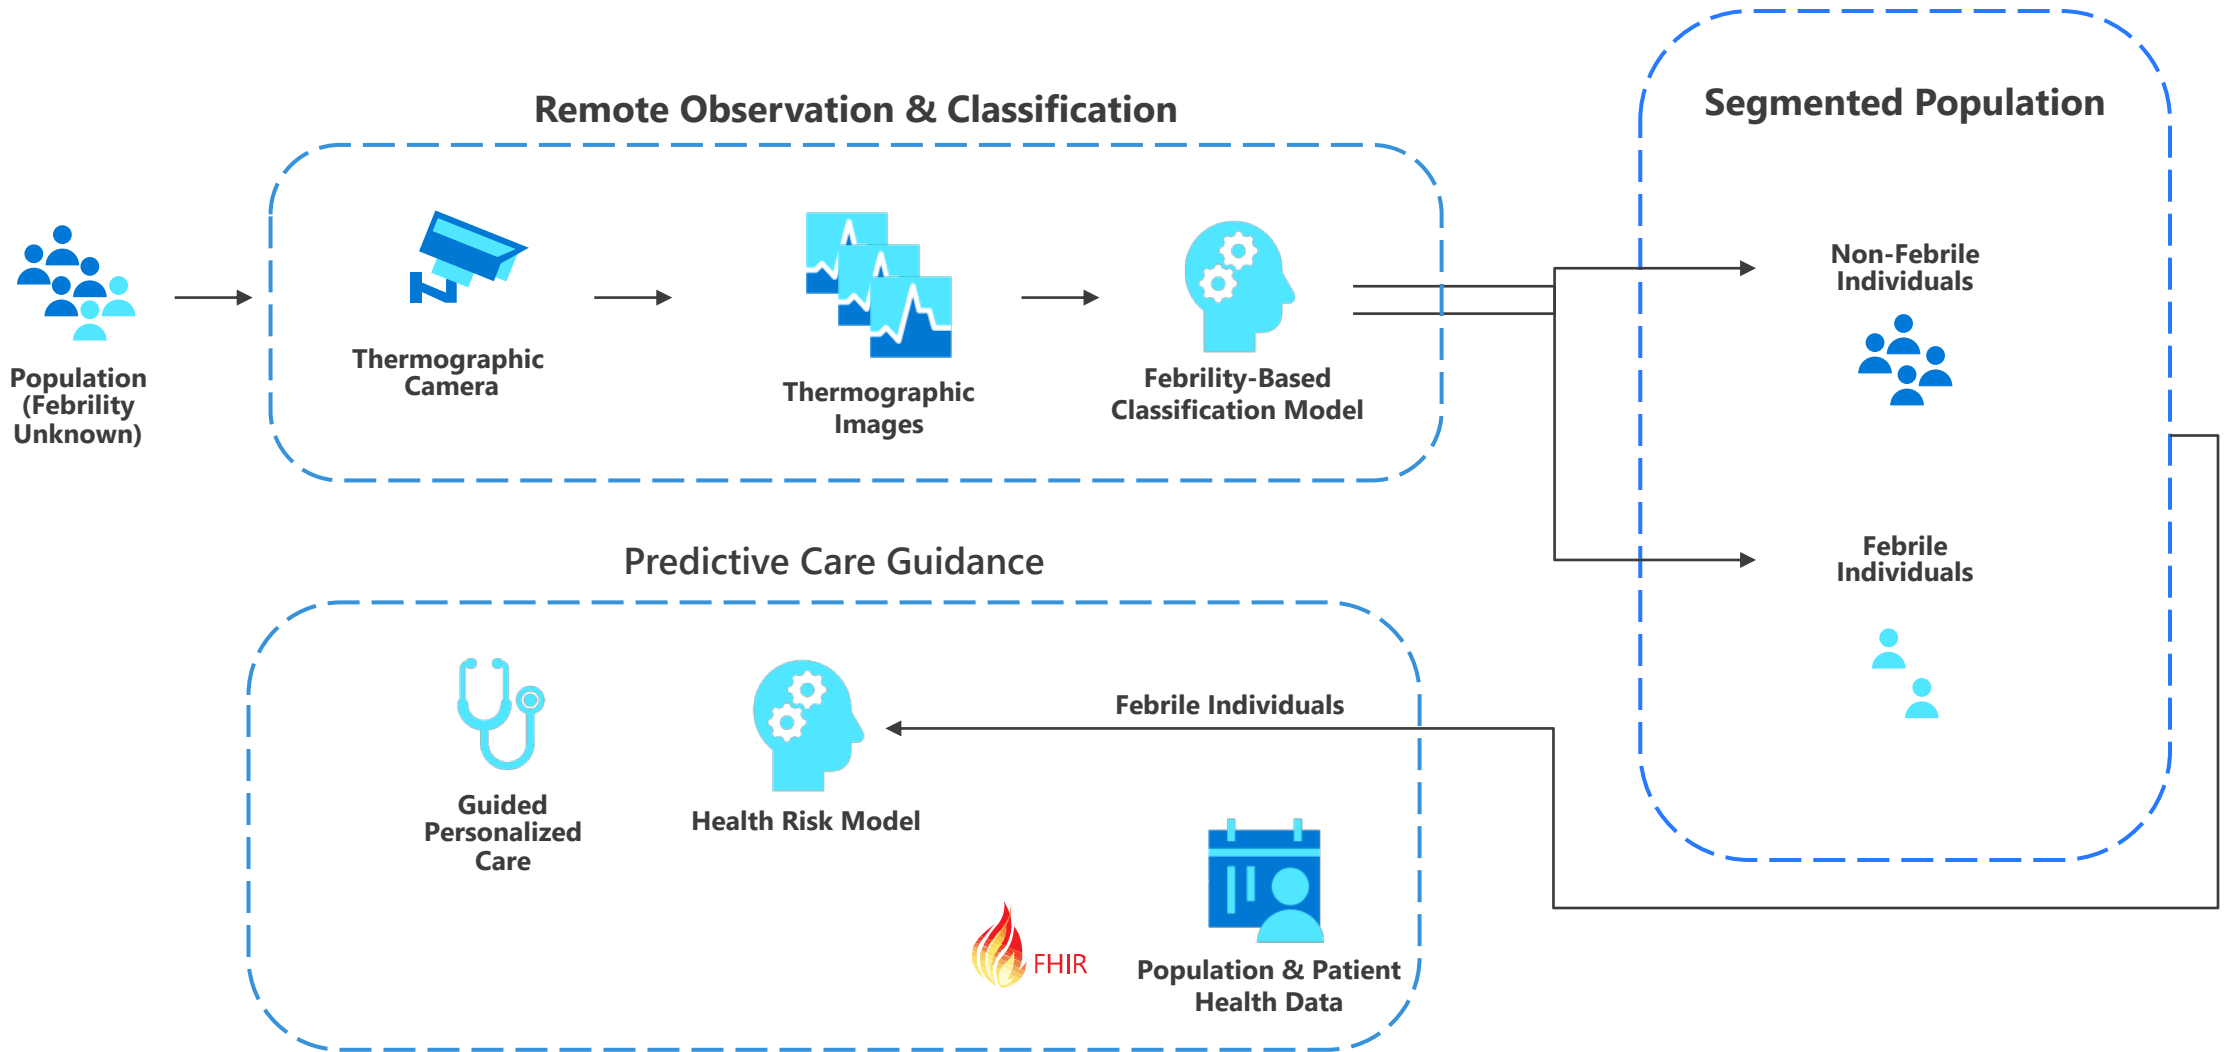 Remote Observation & Classification
Segmented Population
Population
(Febrility
Unknown)
Thermographic
Camera
Thermographic
Images
Febrility-Based
Classification Model
Non-Febrile
Individuals
Febrile
Individuals
Predictive Care Guidance
Guided
Personalized
Care
Health Risk Model
Febrile Individuals
FHIR
Population & Patient
Health Data